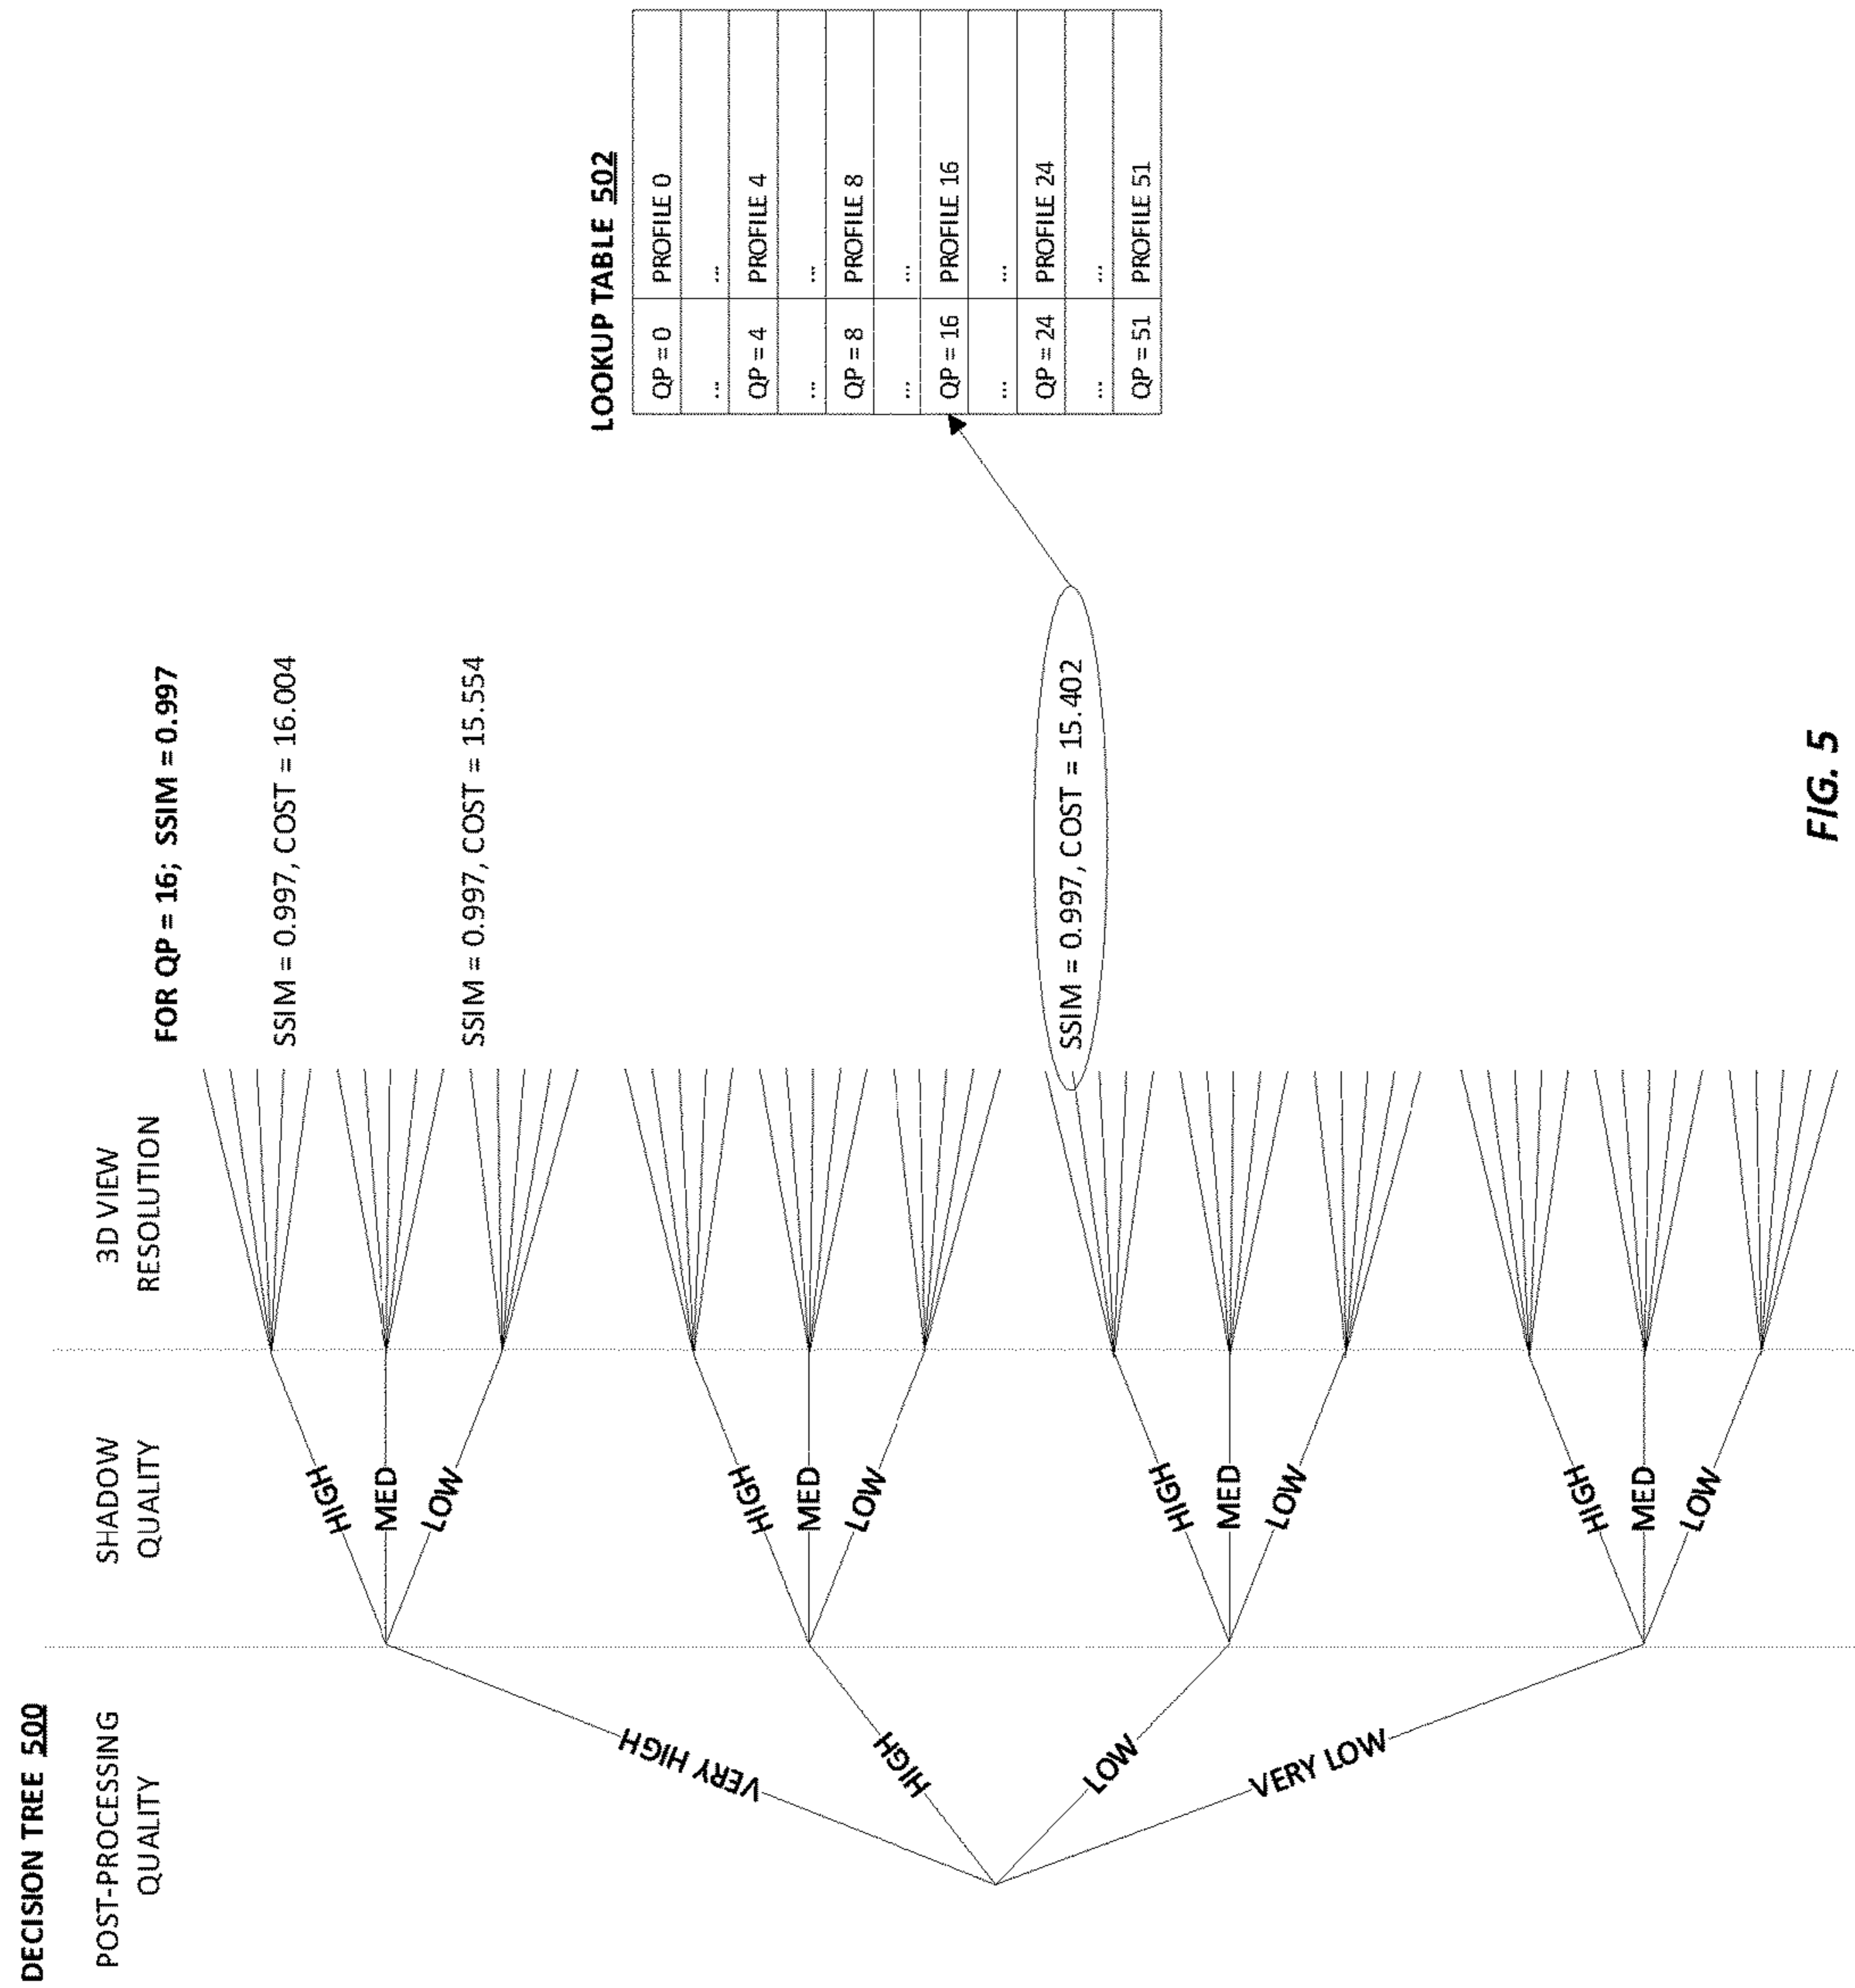 DECISION TREE 500
POST-PROCESSING
QUALITY
SHADOW
QUALITY
3D VIEW
RESOLUTION
FOR QP = 16; SSIM = 0.997
VERY HIGH
HIGH
LOW
VERY LOW
HIGH
MED
LOW
HIGH
MED
LOW
HIGH
MED
LOW
HIGH
MED
LOW
SSIM = 0.997, COST = 16.004
SSIM = 0.997, COST = 15.554
SSIM = 0.997, COST = 15.402
LOOKUP TABLE 502
QP = 0 PROFILE 0
... ...
QP = 4 PROFILE 4
... ...
QP = 8 PROFILE 8
... ...
QP = 16 PROFILE 16
... ...
QP = 24 PROFILE 24
... ...
QP = 51 PROFILE 51
FIG. 5